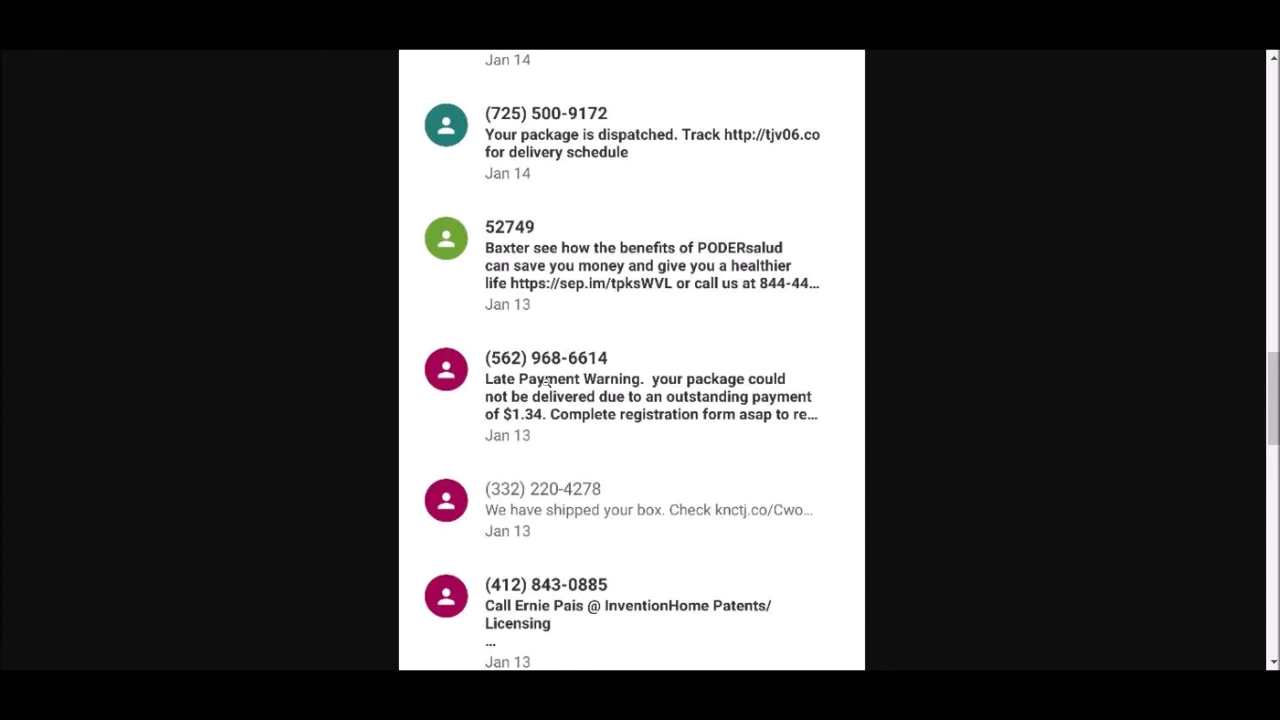 Jan 14
(725) 500-9172
Your package is dispatched. Track http://tjv06.co
for delivery schedule
Jan 14
52749
Baxter see how the benefits of PODERsalud
can save you money and give you a healthier
life https://sep.im/tpksWVL or call us at 844-44...
Jan 13
(562) 968-6614
Late Payment Warning.  your package could
not be delivered due to an outstanding payment
of $1.34. Complete registration form asap to re...
Jan 13
(332) 220-4278
We have shipped your box. Check knctj.co/Cwo...
Jan 13
(412) 843-0885
Call Ernie Pais @ InventionHome Patents/
Licensing
...
Jan 13